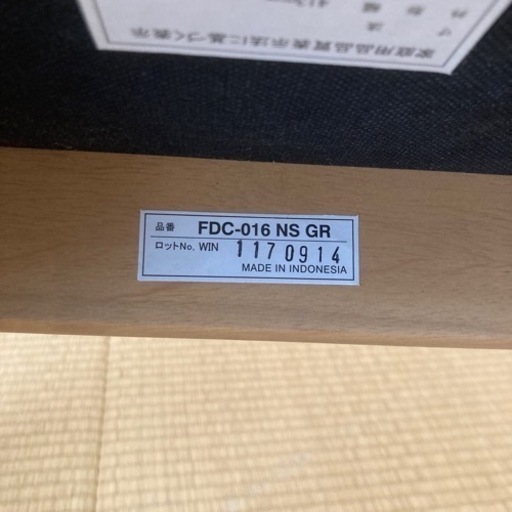 家庭用品品質表示法に基づく表示
品番 FDC-016 NS GR
ロットNo. WIN 1170914
MADE IN INDONESIA